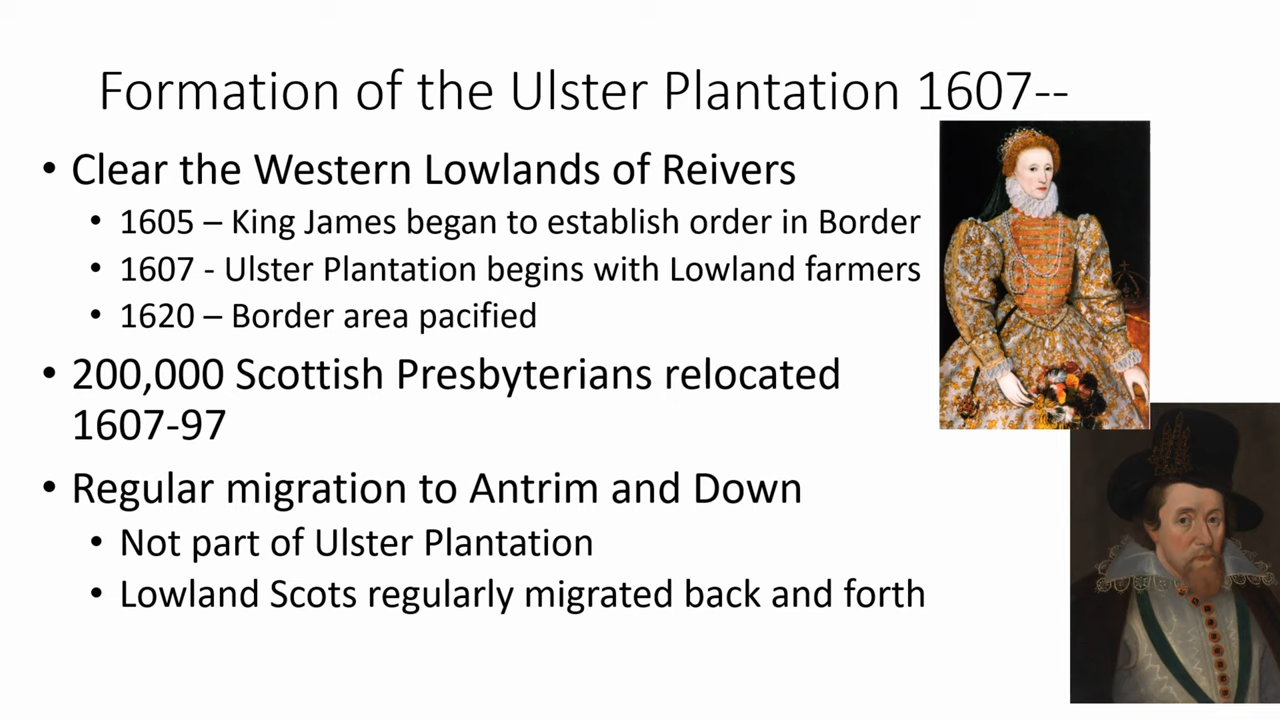 Formation of the Ulster Plantation 1607--
• Clear the Western Lowlands of Reivers
• 1605 – King James began to establish order in Border
• 1607 - Ulster Plantation begins with Lowland farmers
• 1620 – Border area pacified
• 200,000 Scottish Presbyterians relocated
1607-97
• Regular migration to Antrim and Down
• Not part of Ulster Plantation
• Lowland Scots regularly migrated back and forth